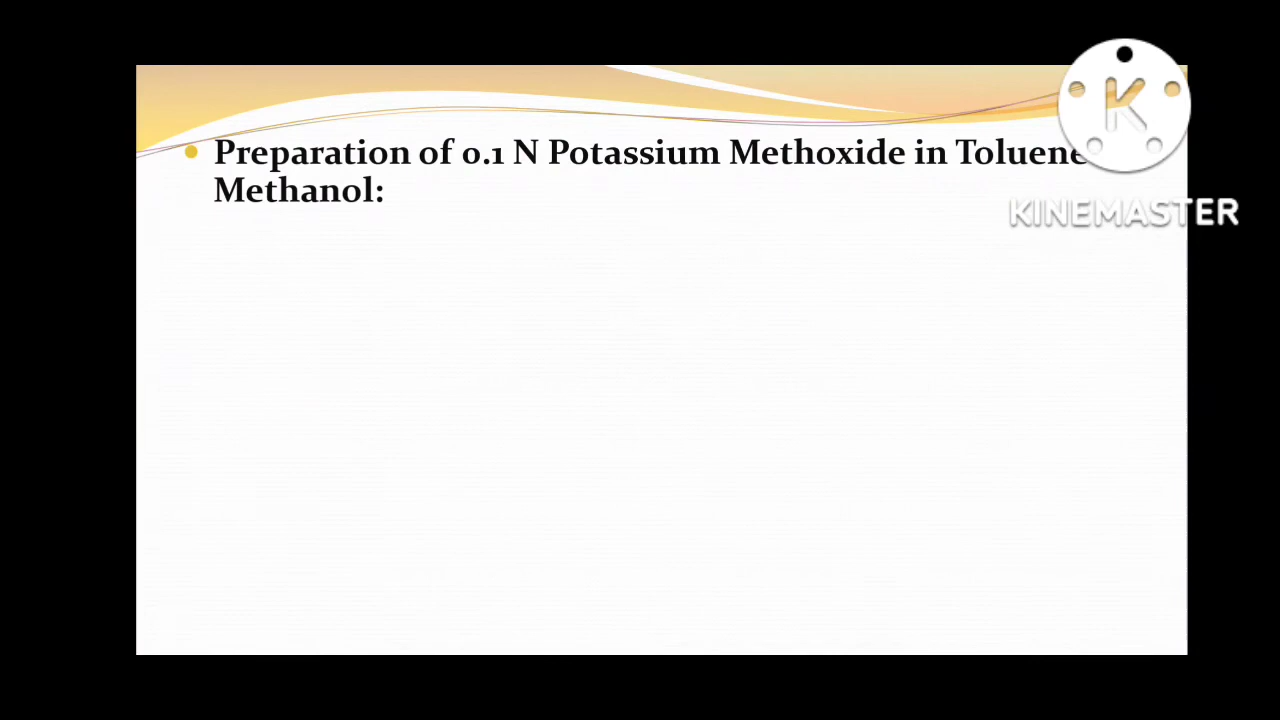 Preparation of 0.1 N Potassium Methoxide in Toluene
Methanol:
K
KINEMASTER